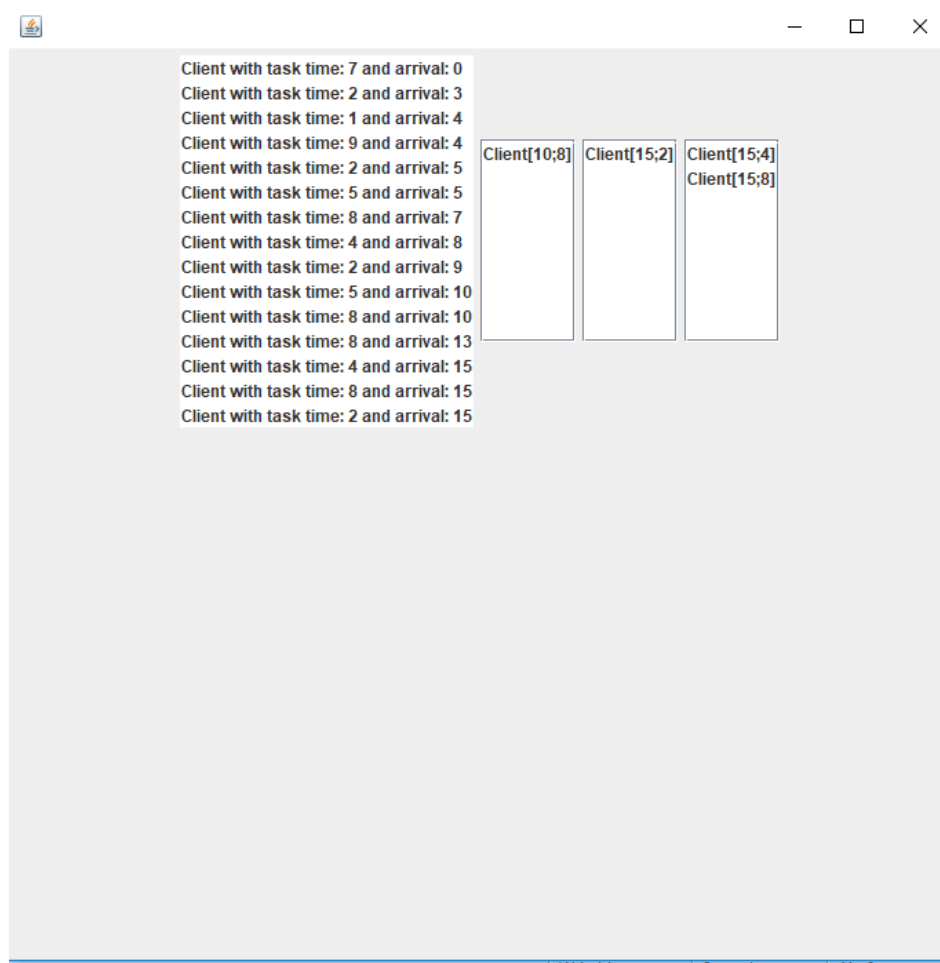 Client with task time: 7 and arrival: 0
Client with task time: 2 and arrival: 3
Client with task time: 1 and arrival: 4
Client with task time: 9 and arrival: 4
Client with task time: 2 and arrival: 5
Client with task time: 5 and arrival: 5
Client with task time: 8 and arrival: 7
Client with task time: 4 and arrival: 8
Client with task time: 2 and arrival: 9
Client with task time: 5 and arrival: 10
Client with task time: 8 and arrival: 10
Client with task time: 8 and arrival: 13
Client with task time: 4 and arrival: 15
Client with task time: 8 and arrival: 15
Client with task time: 2 and arrival: 15
Client[10;8]
Client[15;2]
Client[15;4]
Client[15;8]